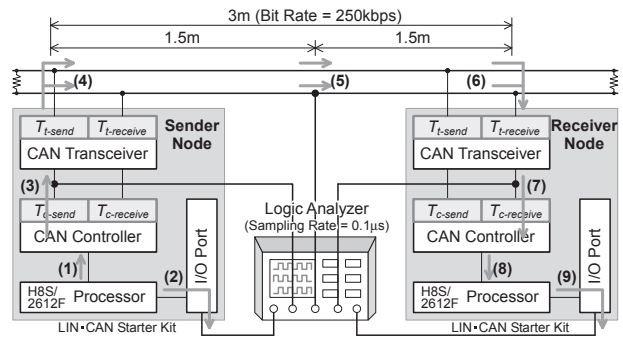 3m (Bit Rate = 250kbps)
1.5m
1.5m
(4)
(5)
(6)
Tt-send
Tt-receive
Sender
Node
CAN Transceiver
(3)
Tc-send
Tc-receive
CAN Controller
(1)
(2)
I/O Port
H8S/
2612F
Processor
LIN•CAN Starter Kit
Logic Analyzer
(Sampling Rate = 0.1μs)
Tt-send
Tt-receive
Receiver
Node
CAN Transceiver
(7)
Tc-send
Tc-receive
CAN Controller
(8)
(9)
I/O Port
H8S/
2612F
Processor
LIN•CAN Starter Kit